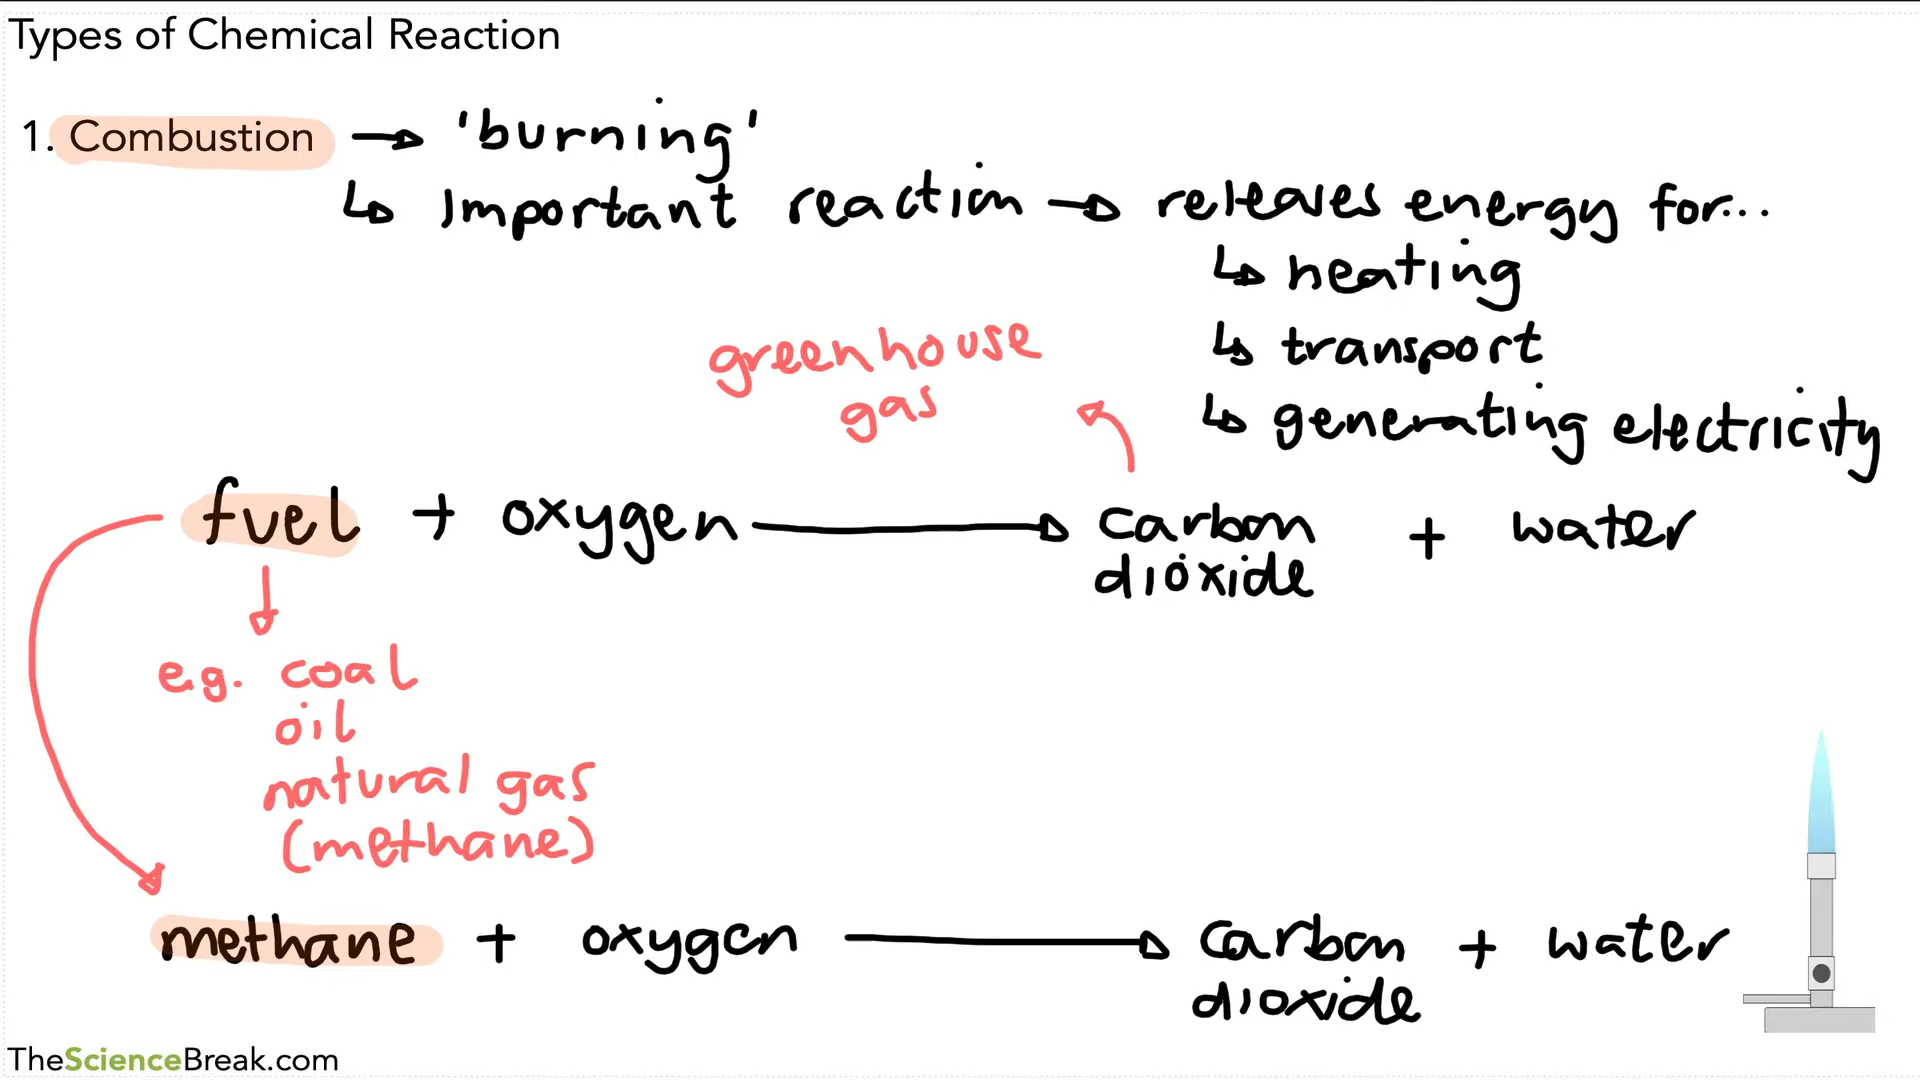 Types of Chemical Reaction
1. Combustion → 'burning'
↳ Important reaction → releases energy for...
↳ heating
↳ transport
↳ generating electricity
greenhouse
gas
fuel + oxygen → carbon dioxide + water
e.g. coal
oil
natural gas
(methane)
methane + oxygen → carbon dioxide + water
TheScienceBreak.com